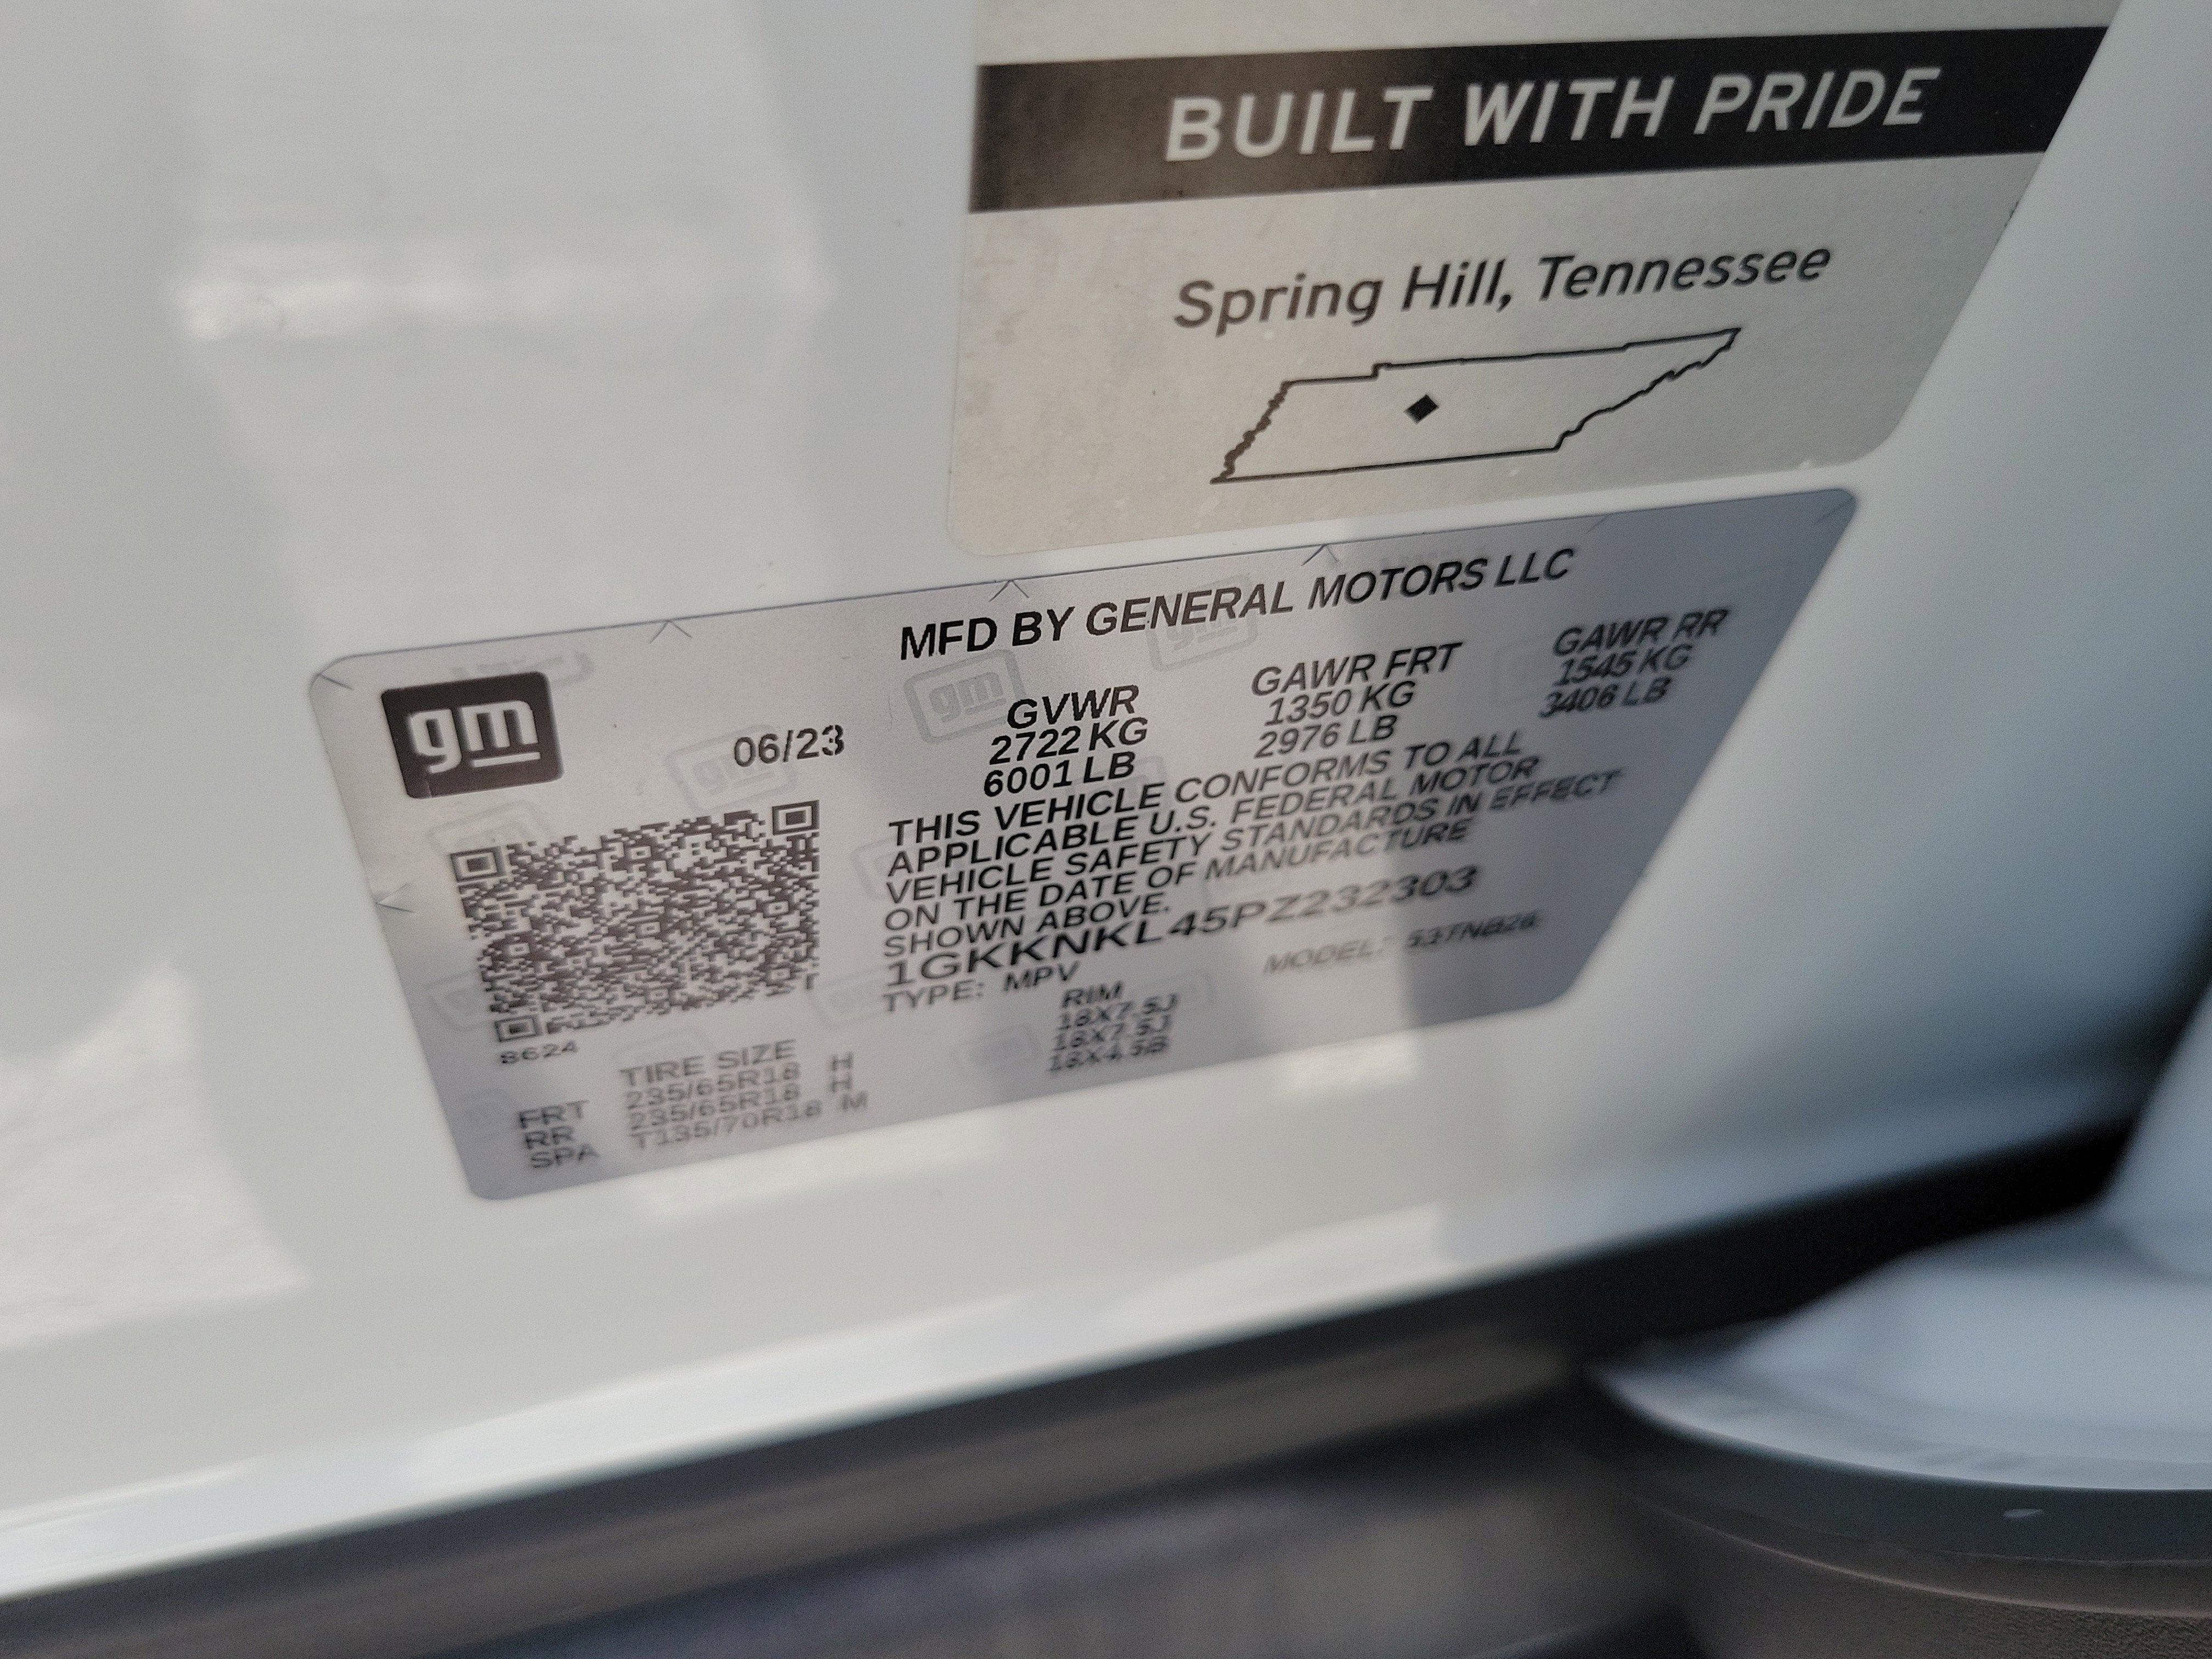 BUILT WITH PRIDE
Spring Hill, Tennessee
MFD BY GENERAL MOTORS LLC
gm
06/23
GVWR GAWR FRT GAWR RR
2722 KG 1350 KG 1545 KG
6001 LB 2976 LB 3406 LB
THIS VEHICLE CONFORMS TO ALL
APPLICABLE U.S. FEDERAL MOTOR
VEHICLE SAFETY STANDARDS IN EFFECT
ON THE DATE OF MANUFACTURE
SHOWN ABOVE.
1GKKNKL45PZ232303
TYPE: MPV MODEL:
8624
TIRE SIZE RIM
FRT 235/65R18 H 18X7.5J
RR 235/65R18 H 18X7.5J
SPA T135/70R18 M 18X4.5B